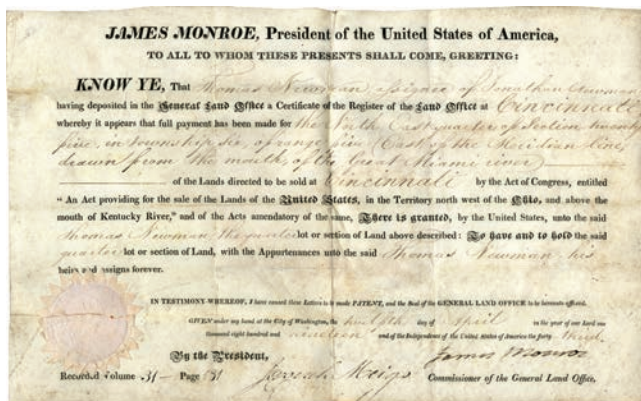 JAMES MONROE, President of the United States of America,
TO ALL TO WHOM THESE PRESENTS SHALL COME, GREETING:
KNOW YE, That Thomas Newman assignee of Jonathan Newman
having deposited in the General Land Office a Certificate of the Register of the Land Office at Cincinnati
whereby it appears that full payment has been made for the North East quarter of Section twenty
five, in township six, of range five (East of the Meridian line,
drawn from the mouth, of the Great Miami river)
of the Lands directed to be sold at Cincinnati by the Act of Congress, entitled
"An Act providing for the sale of the Lands of the United States, in the Territory north west of the Ohio, and above the
mouth of Kentucky River," and of the Acts amendatory of the same, There is granted, by the United States, unto the said
Thomas Newman the quarter lot or section of Land above described: To have and to hold the said
quarter lot or section of Land, with the Appurtenances unto the said Thomas Newman, his
heirs and assigns forever.
IN TESTIMONY WHEREOF, I have caused these Letters to be made PATENT, and the Seal of the GENERAL LAND OFFICE to be hereunto affixed.
GIVEN under my hand at the City of Washington, the twelfth day of April in the year of our Lord one
thousand eight hundred and nineteen and of the Independence of the United States of America the forty third.
By the President, James Monroe
Recorded Volume 31 Page Josiah Meigs Commissioner of the General Land Office.